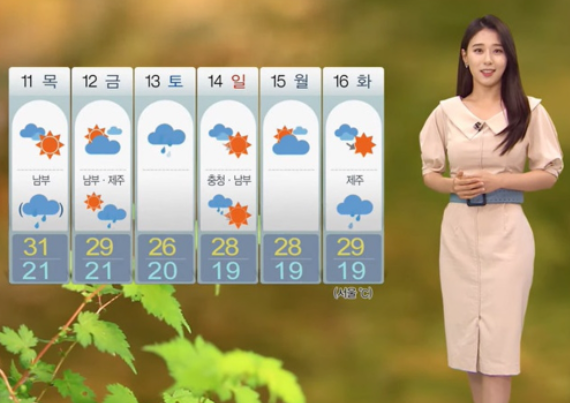 11 목 12 금 13 토 14 일 15 월 16 화
남부 남부·제주 충청·남부 제주
31 29 26 28 28 29
21 21 20 19 19 19
(서울 ℃)